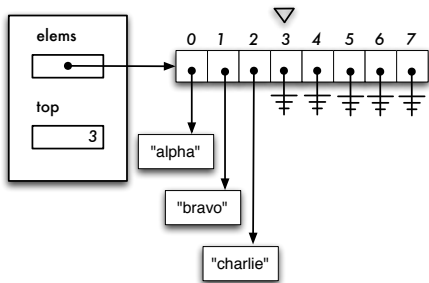 elems
0 1 2 3 4 5 6 7
top
3
"alpha"
"bravo"
"charlie"